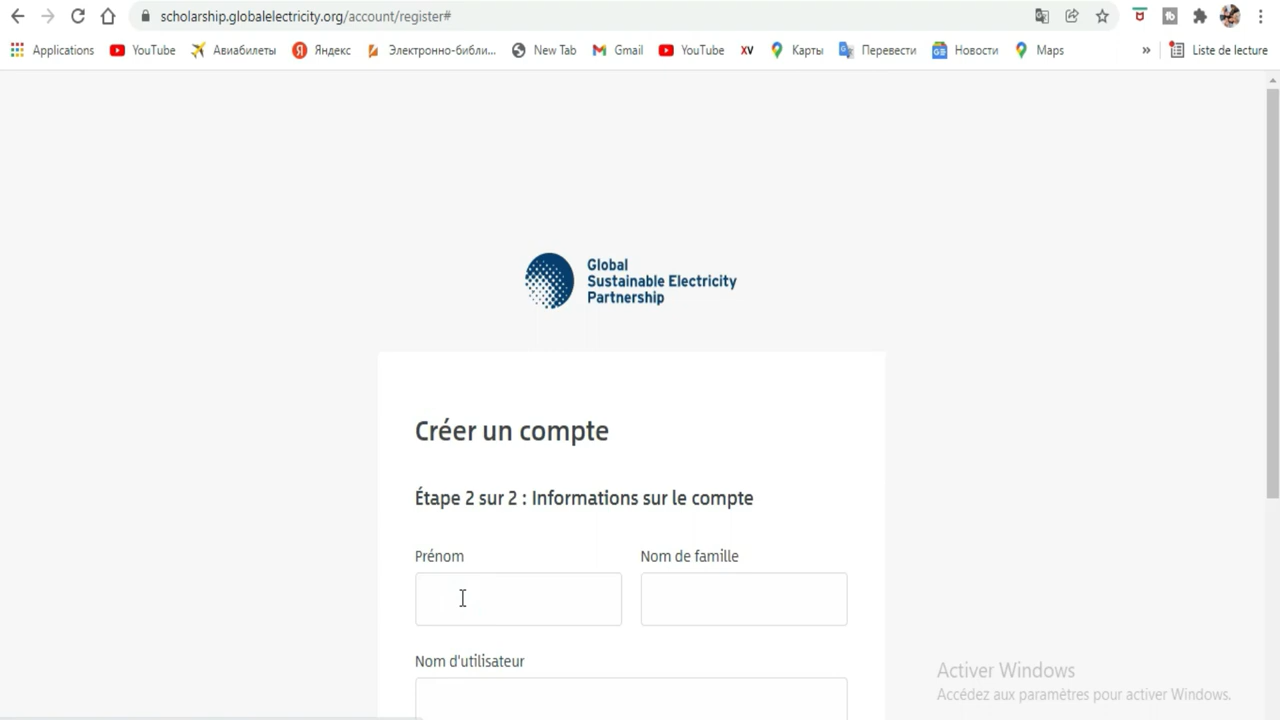 scholarship.globalelectricity.org/account/register#
Applications YouTube Авиабилеты Яндекс Электронно-библи... New Tab Gmail YouTube XV Карты Перевести Новости Maps » Liste de lecture
Global
Sustainable Electricity
Partnership
Créer un compte
Étape 2 sur 2 : Informations sur le compte
Prénom Nom de famille
Nom d'utilisateur
Activer Windows
Accédez aux paramètres pour activer Windows.